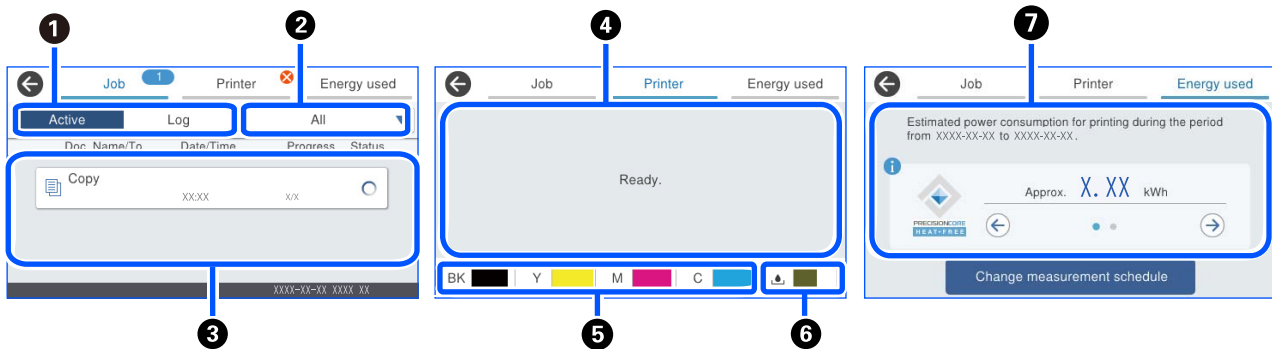 1
2
4
7
Job
1
Printer
Energy used
Active
Log
All
Doc. Name/To
Date/Time
Progress
Status
Copy
XX:XX
X/X
XXXX-XX-XX XXXX XX
3
Job
Printer
Energy used
Ready.
BK
Y
M
C
5
6
Job
Printer
Energy used
Estimated power consumption for printing during the period
from XXXX-XX-XX to XXXX-XX-XX.
i
Approx. X.XX kWh
PRECISIONCORE
HEAT-FREE
Change measurement schedule